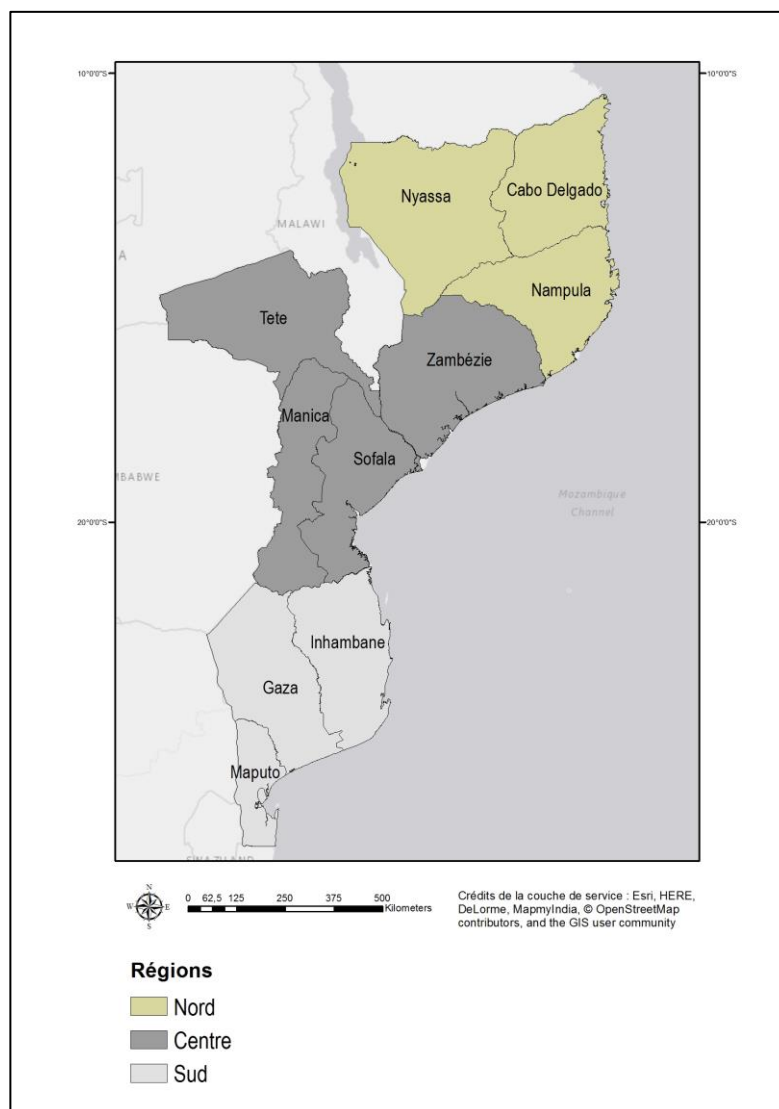 10°0'0"S
10°0'0"S
Cabo Delgado
Nyassa
MALAWI
A
Nampula
Tete
Zambézie
Manica
Sofala
MBABWE
Mozambique
Channel
20°0'0"S
20°0'0"S
Inhambane
Gaza
Maputo
N
W E
S
0 62,5 125 250 375 500
Kilometers
Crédits de la couche de service : Esri, HERE,
DeLorme, MapmyIndia, © OpenStreetMap
contributors, and the GIS user community
Régions
Nord
Centre
Sud